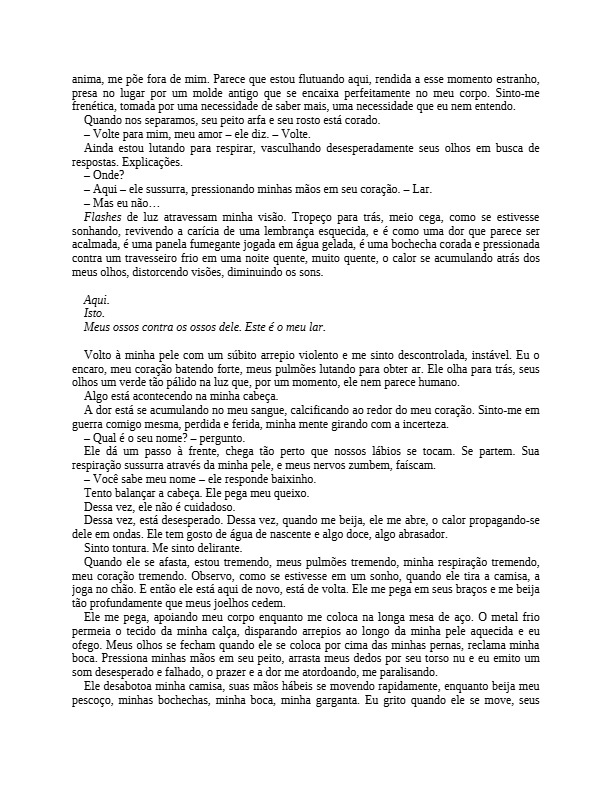 anima, me põe fora de mim. Parece que estou flutuando aqui, rendida a esse momento estranho,
presa no lugar por um molde antigo que se encaixa perfeitamente no meu corpo. Sinto-me
frenética, tomada por uma necessidade de saber mais, uma necessidade que eu nem entendo.
Quando nos separamos, seu peito arfa e seu rosto está corado.
– Volte para mim, meu amor – ele diz. – Volte.
Ainda estou lutando para respirar, vasculhando desesperadamente seus olhos em busca de
respostas. Explicações.
– Onde?
– Aqui – ele sussurra, pressionando minhas mãos em seu coração. – Lar.
– Mas eu não…
Flashes de luz atravessam minha visão. Tropeço para trás, meio cega, como se estivesse
sonhando, revivendo a carícia de uma lembrança esquecida, e é como uma dor que parece ser
acalmada, é uma panela fumegante jogada em água gelada, é uma bochecha corada e pressionada
contra um travesseiro frio em uma noite quente, muito quente, o calor se acumulando atrás dos
meus olhos, distorcendo visões, diminuindo os sons.
Aqui.
Isto.
Meus ossos contra os ossos dele. Este é o meu lar.
Volto à minha pele com um súbito arrepio violento e me sinto descontrolada, instável. Eu o
encaro, meu coração batendo forte, meus pulmões lutando para obter ar. Ele olha para trás, seus
olhos um verde tão pálido na luz que, por um momento, ele nem parece humano.
Algo está acontecendo na minha cabeça.
A dor está se acumulando no meu sangue, calcificando ao redor do meu coração. Sinto-me em
guerra comigo mesma, perdida e ferida, minha mente girando com a incerteza.
– Qual é o seu nome? – pergunto.
Ele dá um passo à frente, chega tão perto que nossos lábios se tocam. Se partem. Sua
respiração sussurra através da minha pele, e meus nervos zumbem, faíscam.
– Você sabe meu nome – ele responde baixinho.
Tento balançar a cabeça. Ele pega meu queixo.
Dessa vez, ele não é cuidadoso.
Dessa vez, está desesperado. Dessa vez, quando me beija, ele me abre, o calor propagando-se
dele em ondas. Ele tem gosto de água de nascente e algo doce, algo abrasador.
Sinto tontura. Me sinto delirante.
Quando ele se afasta, estou tremendo, meus pulmões tremendo, minha respiração tremendo,
meu coração tremendo. Observo, como se estivesse em um sonho, quando ele tira a camisa, a
joga no chão. E então ele está aqui de novo, está de volta. Ele me pega em seus braços e me beija
tão profundamente que meus joelhos cedem.
Ele me pega, apoiando meu corpo enquanto me coloca na longa mesa de aço. O metal frio
permeia o tecido da minha calça, disparando arrepios ao longo da minha pele aquecida e eu
ofego. Meus olhos se fecham quando ele se coloca por cima das minhas pernas, reclama minha
boca. Pressiona minhas mãos em seu peito, arrasta meus dedos por seu torso nu e eu emito um
som desesperado e falhado, o prazer e a dor me atordoando, me paralisando.
Ele desabotoa minha camisa, suas mãos hábeis se movendo rapidamente, enquanto beija meu
pescoço, minhas bochechas, minha boca, minha garganta. Eu grito quando ele se move, seus